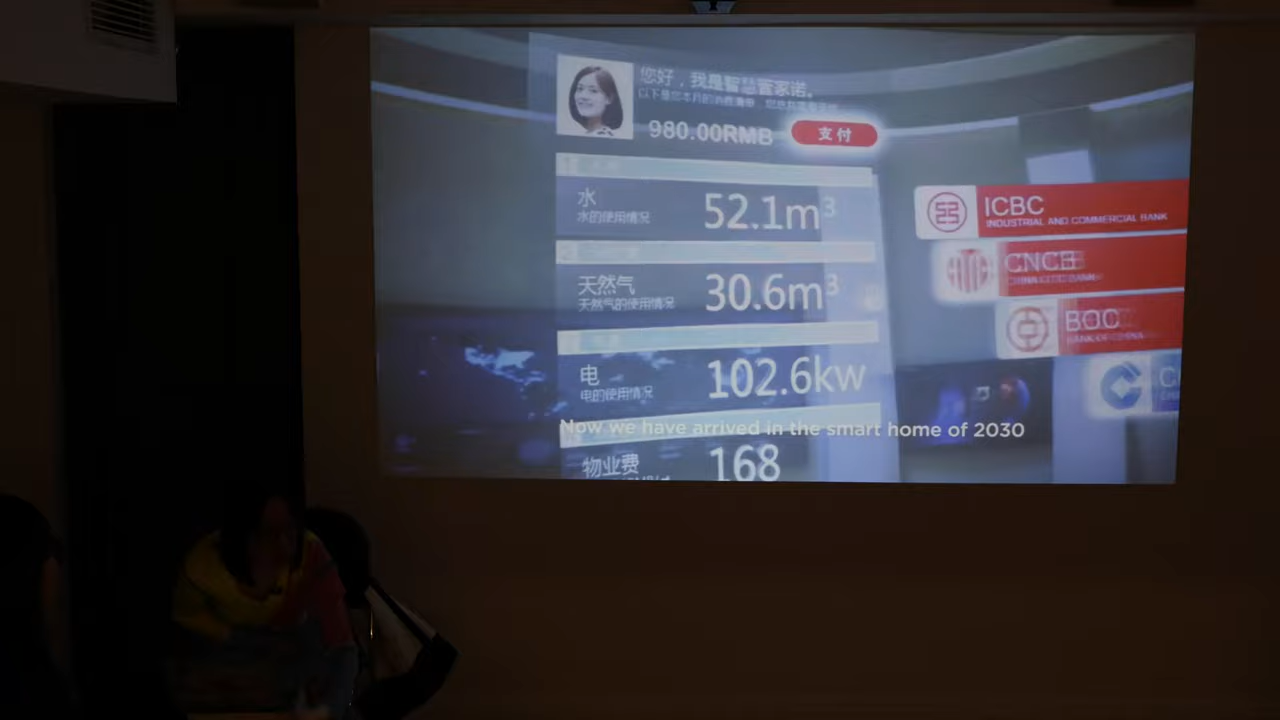 您好，我是智慧管家诺。
980.00RMB
支付
水
水的使用情况
52.1m³
天然气
天然气的使用情况
30.6m³
电
电的使用情况
102.6kw
物业费
168
ICBC
INDUSTRIAL AND COMMERCIAL BANK
CNCB
BOC
BANK OF CHINA
Now we have arrived in the smart home of 2030